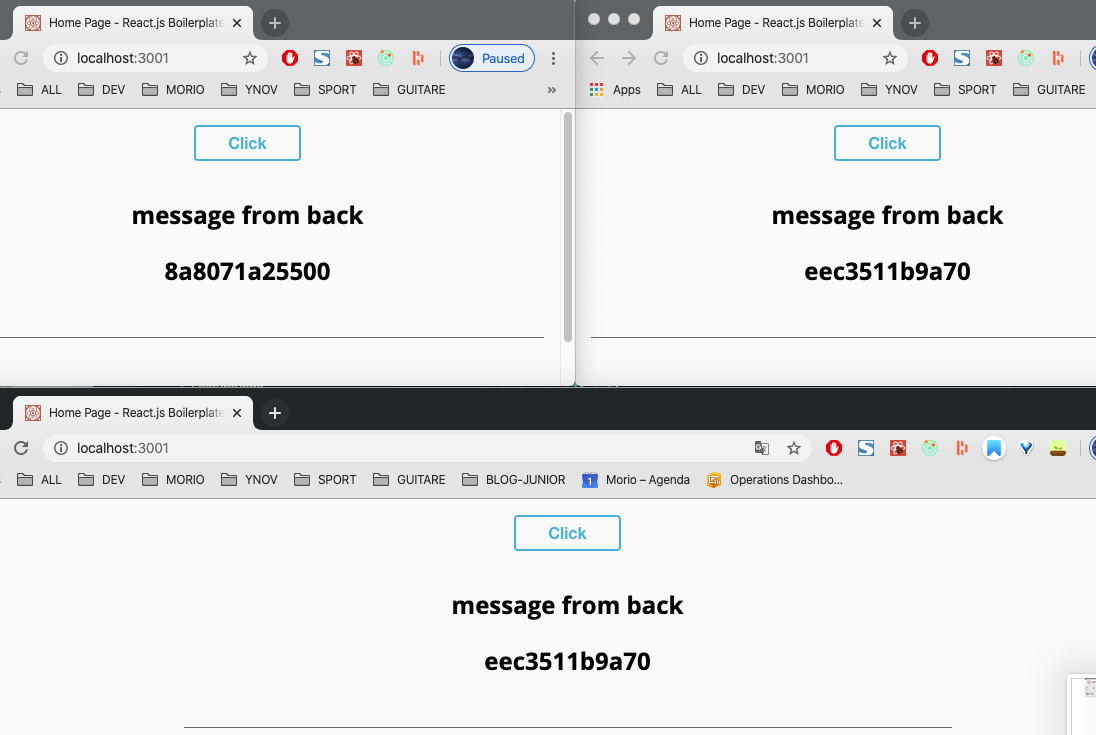 Home Page - React.js Boilerplate
localhost:3001
Paused
ALL DEV MORIO YNOV SPORT GUITARE »
Click
message from back
8a8071a25500
Home Page - React.js Boilerplate
localhost:3001
Apps ALL DEV MORIO YNOV SPORT GUITARE
Click
message from back
eec3511b9a70
Home Page - React.js Boilerplate
localhost:3001
ALL DEV MORIO YNOV SPORT GUITARE BLOG-JUNIOR 1 Morio – Agenda Operations Dashbo...
Click
message from back
eec3511b9a70